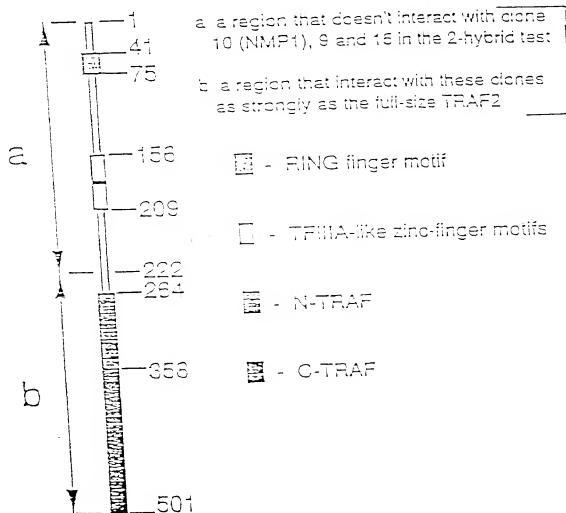 1
a a region that doesn't interact with clone
10 (NMP1), 9 and 15 in the 2-hybrid test
41
75
b a region that interact with these clones
as strongly as the full-size TRAF2
a
156
- RING finger motif
209
- TFIIIA-like zinc-finger motifs
222
264
- N-TRAF
358
- C-TRAF
b
501